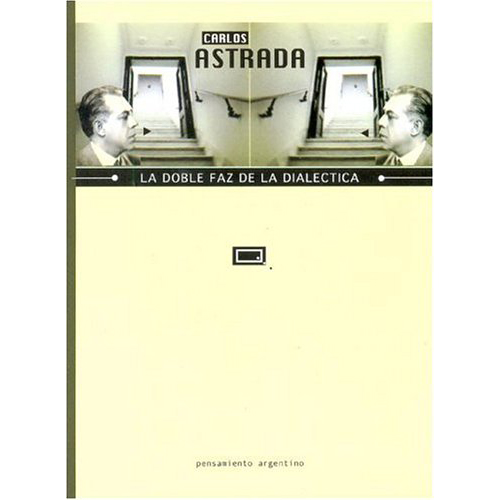 CARLOS
ASTRADA
LA DOBLE FAZ DE LA DIALECTICA
pensamiento argentino